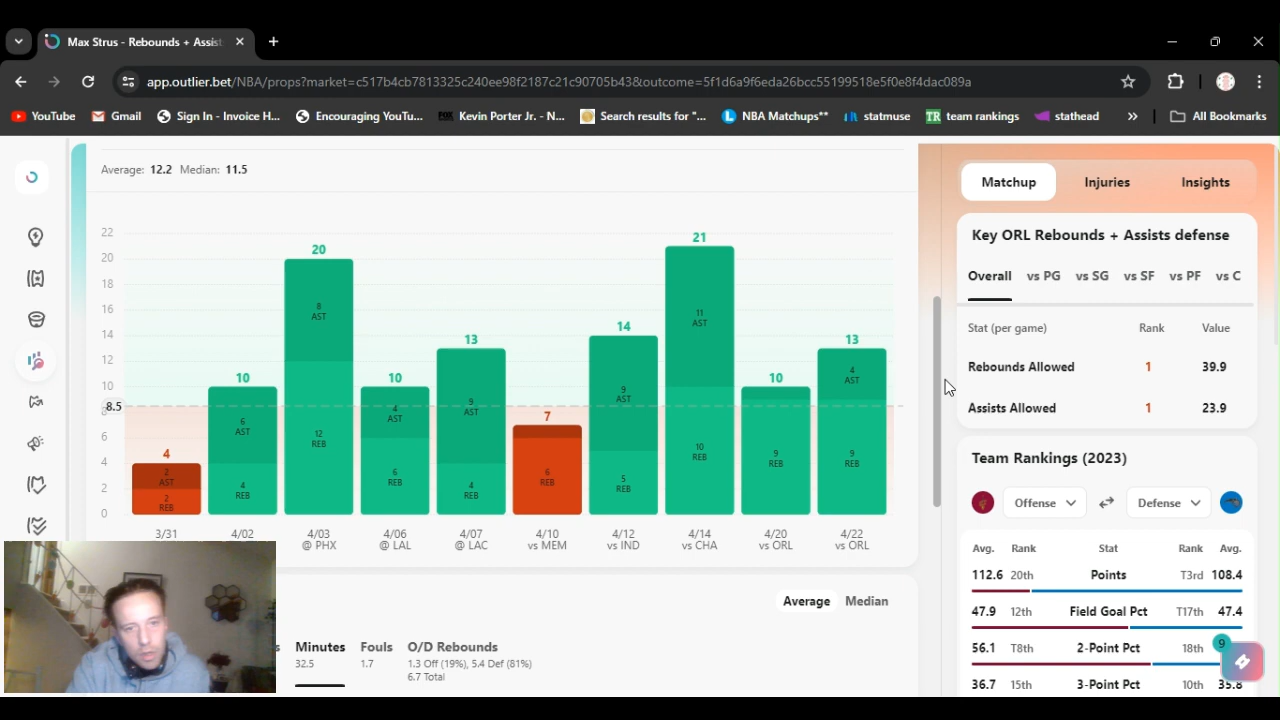 Max Strus - Rebounds + Assist
app.outlier.bet/NBA/props?market=c517b4cb7813325c240ee98f2187c21c90705b43&outcome=5f1d6a9f6eda26bcc55199518e5f0e8f4dac089a
YouTube Gmail Sign In - Invoice H... Encouraging YouTu... Kevin Porter Jr. - N... Search results for "... NBA Matchups** statmuse team rankings stathead » All Bookmarks
Average: 12.2 Median: 11.5
22
20
18
16
14
12
10
8.5
6
4
2
0
4
2 AST
2 REB
10
6 AST
4 REB
20
8 AST
12 REB
10
4 AST
6 REB
13
9 AST
4 REB
7
6 REB
14
9 AST
5 REB
21
11 AST
10 REB
10
9 REB
13
4 AST
9 REB
3/31 4/02 4/03 4/06 4/07 4/10 4/12 4/14 4/20 4/22
@ PHX @ LAL @ LAC vs MEM vs IND vs CHA vs ORL vs ORL
Average Median
s Minutes Fouls O/D Rebounds
32.5 1.7 1.3 Off (19%), 5.4 Def (81%)
6.7 Total
Matchup Injuries Insights
Key ORL Rebounds + Assists defense
Overall vs PG vs SG vs SF vs PF vs C
Stat (per game) Rank Value
Rebounds Allowed 1 39.9
Assists Allowed 1 23.9
Team Rankings (2023)
Offense Defense
Avg. Rank Stat Rank Avg.
112.6 20th Points T3rd 108.4
47.9 12th Field Goal Pct T17th 47.4
56.1 T8th 2-Point Pct 18th
9
36.7 15th 3-Point Pct 10th 35.8